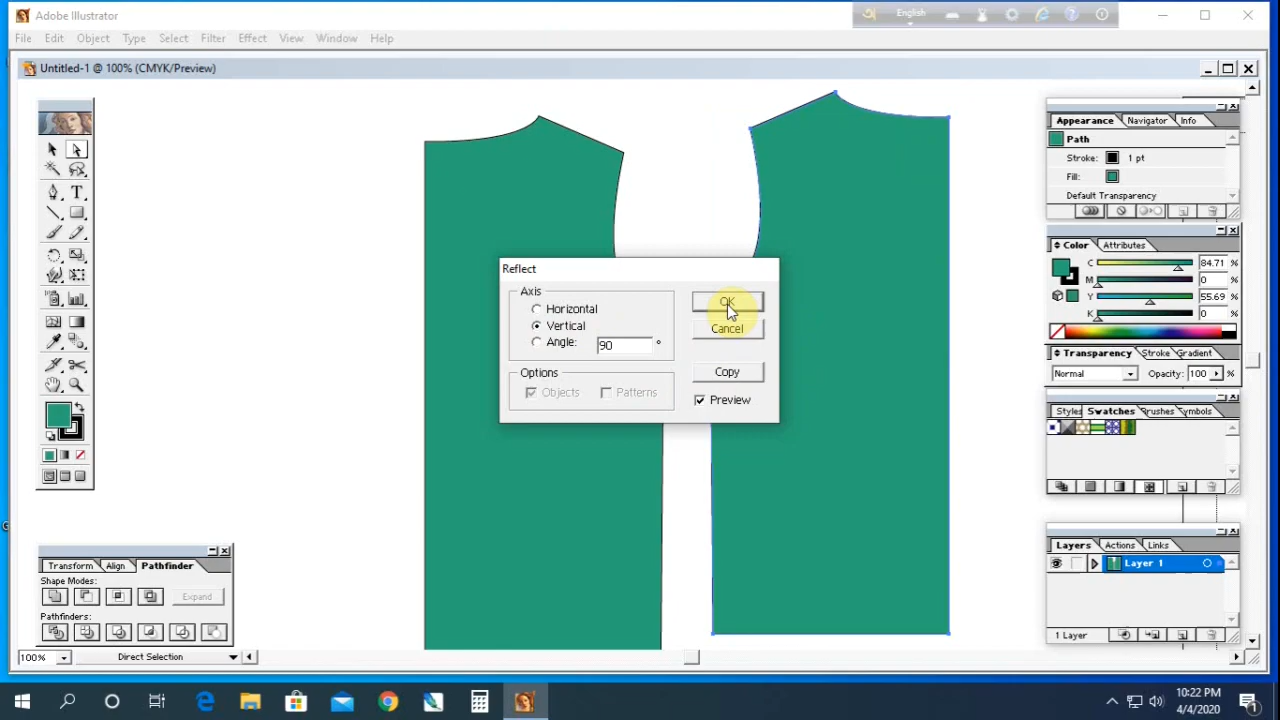 Adobe Illustrator
English
File Edit Object Type Select Filter Effect View Window Help
Untitled-1 @ 100% (CMYK/Preview)
Appearance Navigator Info
Path
Stroke: 1 pt
Fill:
Default Transparency
Color Attributes
C 84.71 %
M 0 %
Y 55.69 %
K 0 %
Transparency Stroke Gradient
Normal Opacity: 100 %
Styles Swatches Brushes Symbols
Layers Actions Links
Layer 1
1 Layer
Reflect
Axis
Horizontal
Vertical
Angle: 90 °
Options
Objects Patterns
OK
Cancel
Copy
Preview
Transform Align Pathfinder
Shape Modes:
Expand
Pathfinders:
100% Direct Selection
10:22 PM
4/4/2020